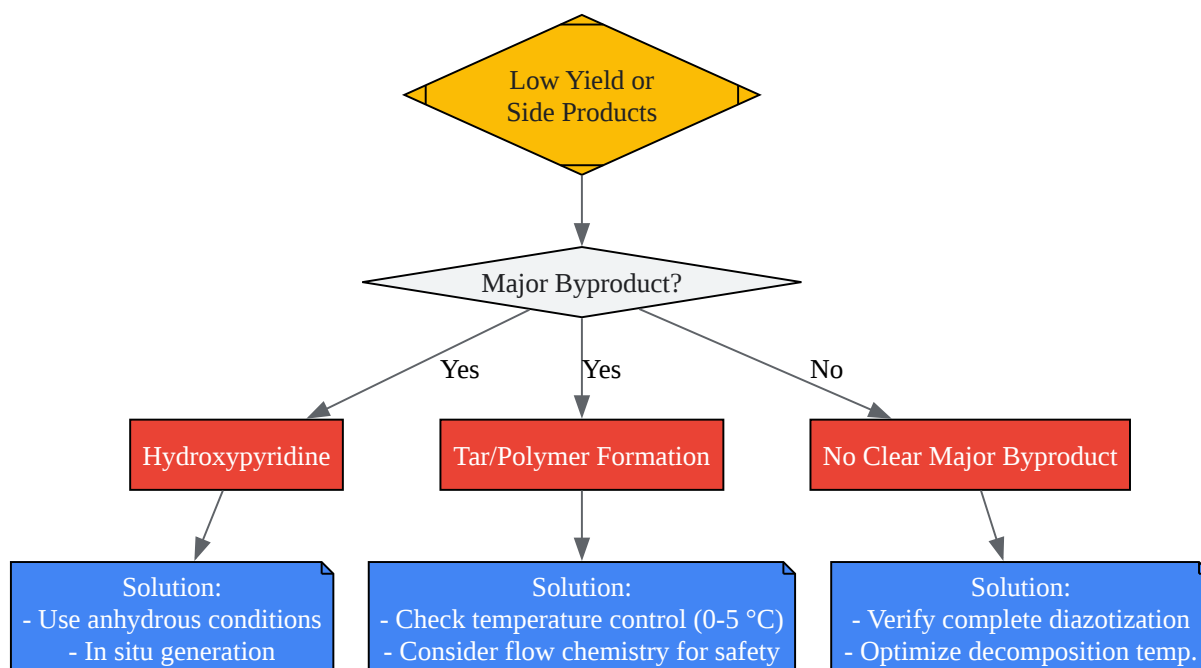 Low Yield or
Side Products
Major Byproduct?
Yes
Yes
No
Hydroxypyridine
Tar/Polymer Formation
No Clear Major Byproduct
Solution:
- Use anhydrous conditions
- In situ generation
Solution:
- Check temperature control (0-5 °C)
- Consider flow chemistry for safety
Solution:
- Verify complete diazotization
- Optimize decomposition temp.